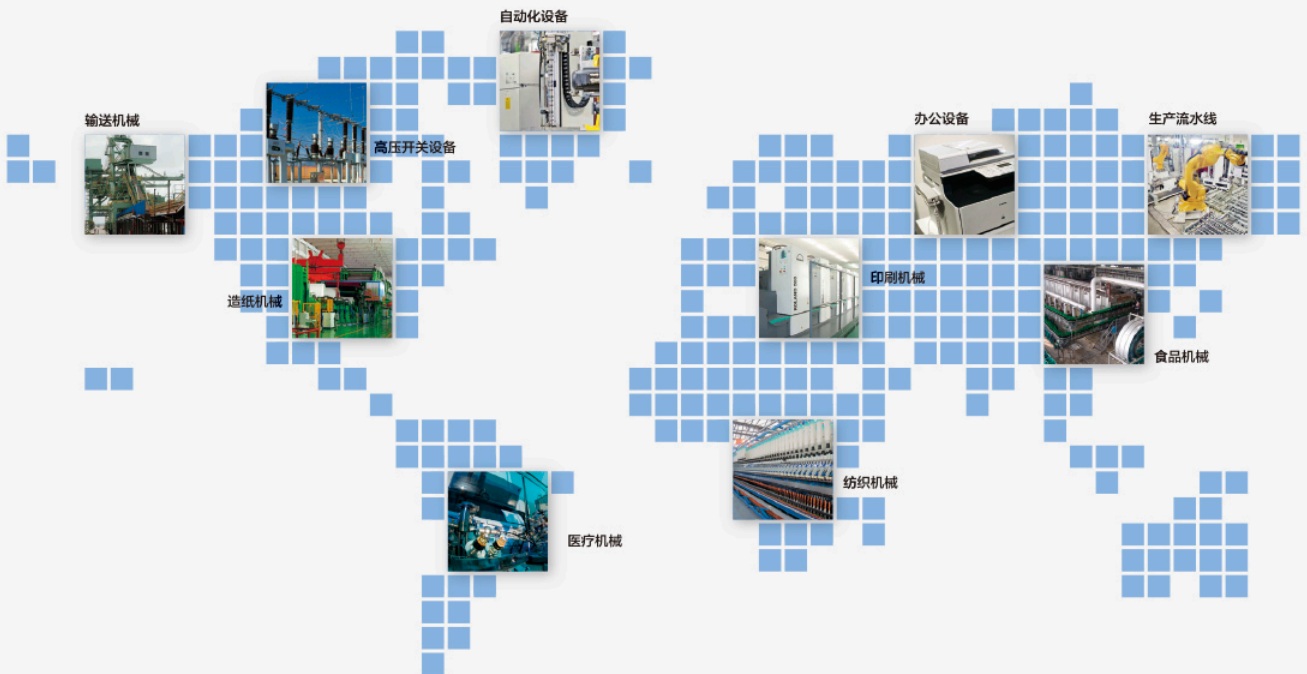 自动化设备
输送机械
高压开关设备
办公设备
生产流水线
造纸机械
印刷机械
食品机械
纺织机械
医疗机械